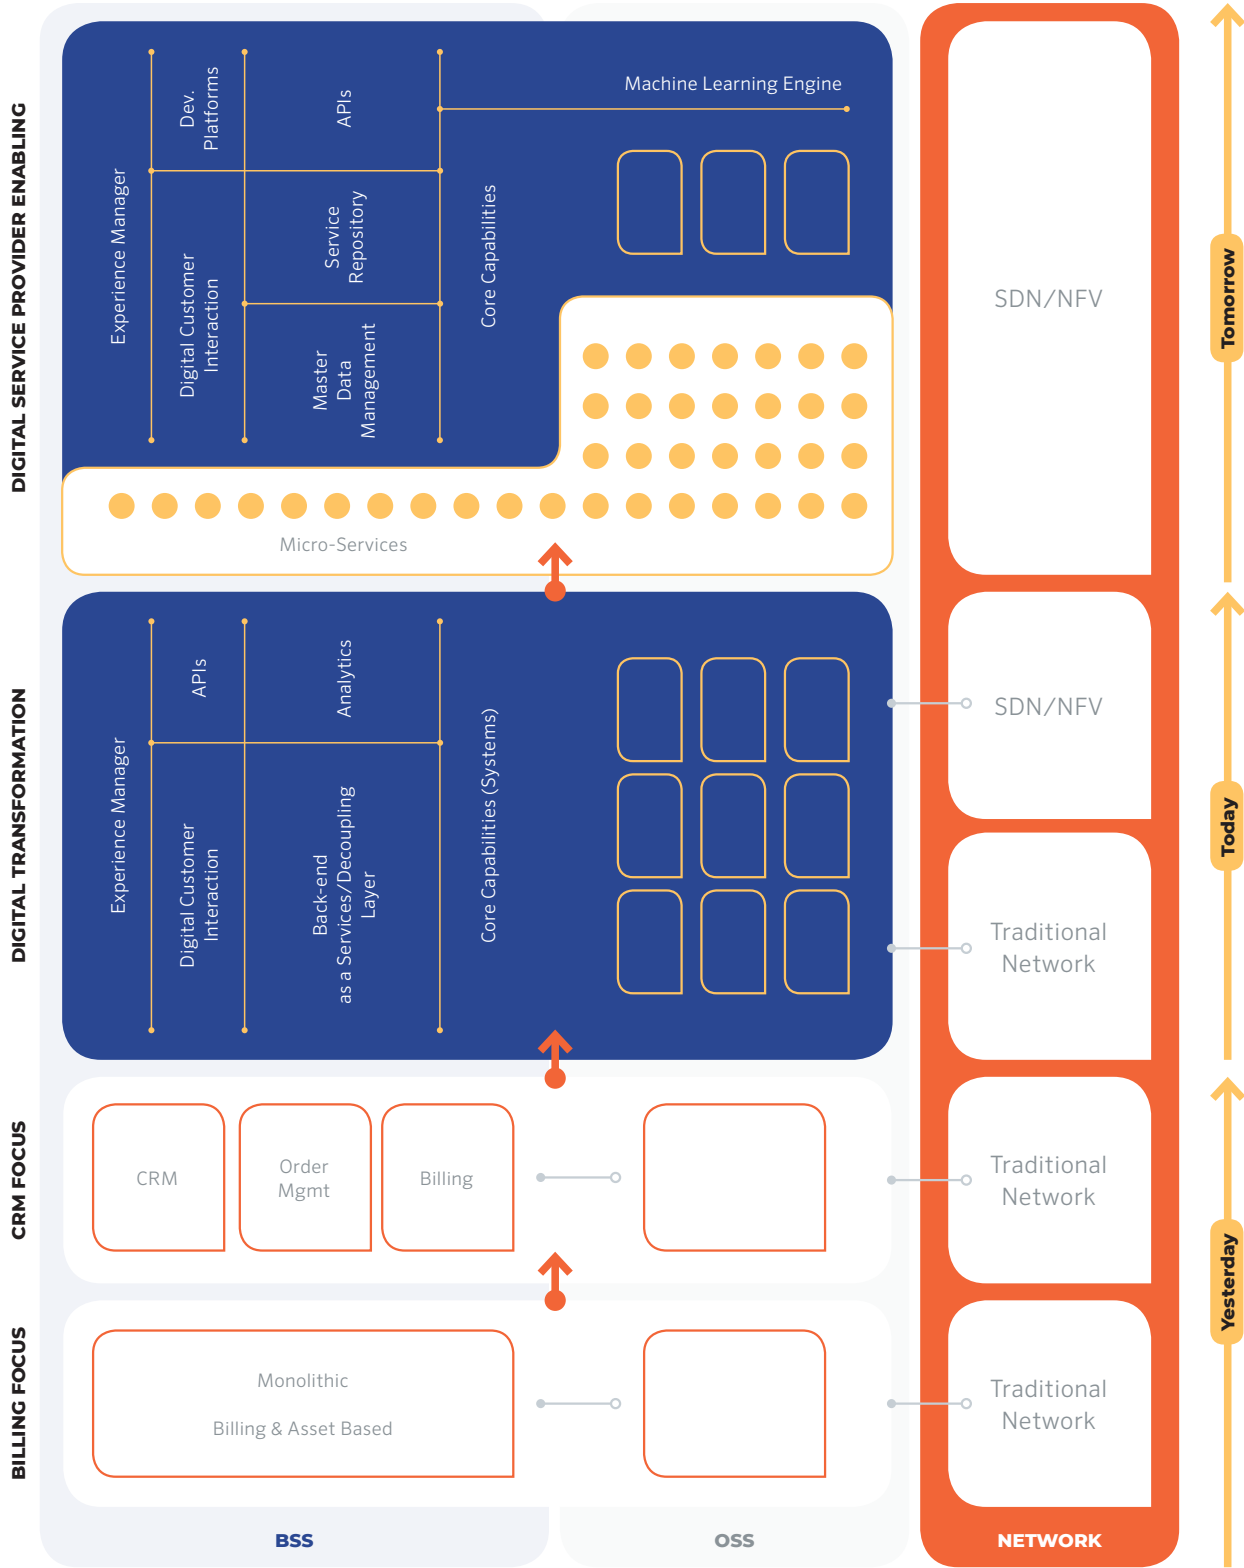 DIGITAL SERVICE PROVIDER ENABLING
Experience Manager
Dev.
Platforms
Digital Customer
Interaction
APIs
Service
Repository
Master
Data
Management
Core Capabilities
Machine Learning Engine
Micro-Services
SDN/NFV
Tomorrow
DIGITAL TRANSFORMATION
Experience Manager
APIs
Digital Customer
Interaction
Analytics
Back-end
as a Services/Decoupling
Layer
Core Capabilities (Systems)
SDN/NFV
Traditional
Network
Today
CRM FOCUS
CRM
Order
Mgmt
Billing
Traditional
Network
Yesterday
BILLING FOCUS
Monolithic
Billing & Asset Based
Traditional
Network
BSS
OSS
NETWORK